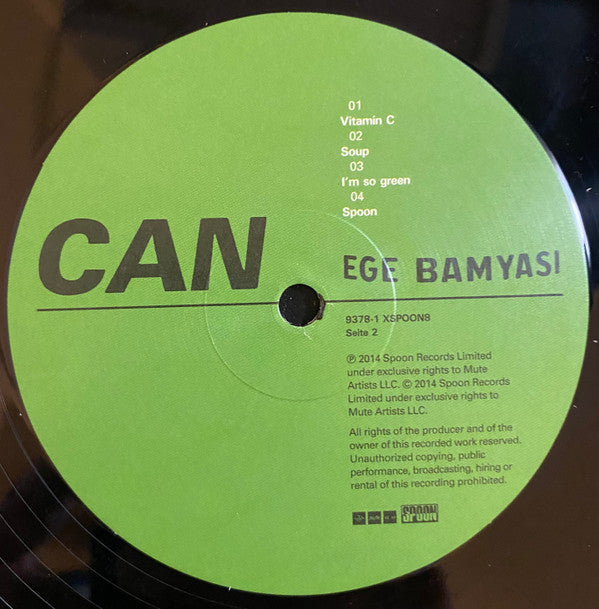 01
Vitamin C
02
Soup
03
I'm so green
04
Spoon
CAN
EGE BAMYASI
9378-1 XSPOON8
Seite 2
℗ 2014 Spoon Records Limited
under exclusive rights to Mute
Artists LLC. © 2014 Spoon Records
Limited under exclusive rights to
Mute Artists LLC.
All rights of the producer and of the
owner of this recorded work reserved.
Unauthorized copying, public
performance, broadcasting, hiring or
rental of this recording prohibited.
SPOON